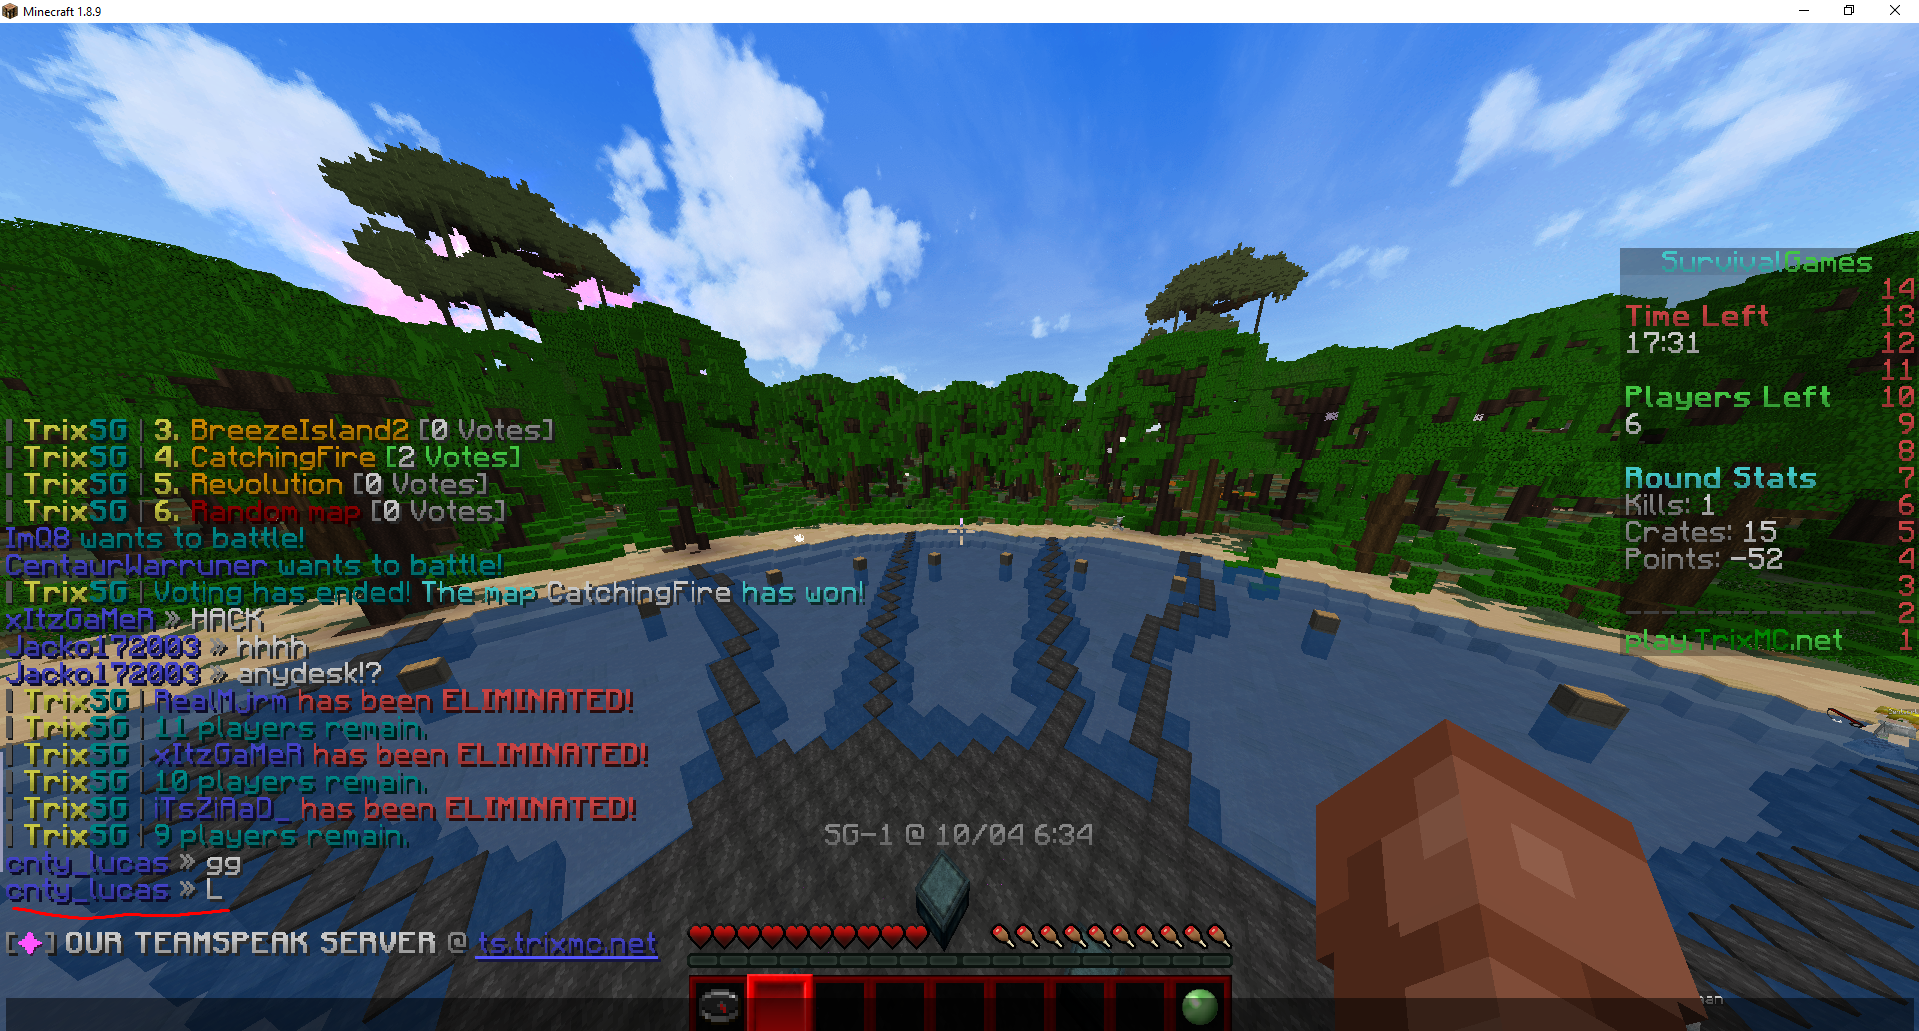 Minecraft 1.8.9
SurvivalGames
14
Time Left 13
17:31 12
11
Players Left 10
6 9
8
Round Stats 7
Kills: 1 6
Crates: 15 5
Points: -52 4
3
2
play.TrixMC.net 1
| TrixSG | 3. BreezeIsland2 [0 Votes]
| TrixSG | 4. CatchingFire [2 Votes]
| TrixSG | 5. Revolution [0 Votes]
| TrixSG | 6. Random map [0 Votes]
ImQ8 wants to battle!
CentaurWarruner wants to battle!
| TrixSG | Voting has ended! The map CatchingFire has won!
xItzGaMeR » HACK
Jacko172003 » hhhh
Jacko172003 » anydesk!?
| TrixSG | RealMjrm has been ELIMINATED!
| TrixSG | 11 players remain.
| TrixSG | xItzGaMeR has been ELIMINATED!
| TrixSG | 10 players remain.
| TrixSG | iTsZiAaD_ has been ELIMINATED!
| TrixSG | 9 players remain.
cnty_lucas » gg
cnty_lucas » L
SG-1 @ 10/04 6:34
[✦] OUR TEAMSPEAK SERVER @ ts.trixmc.net